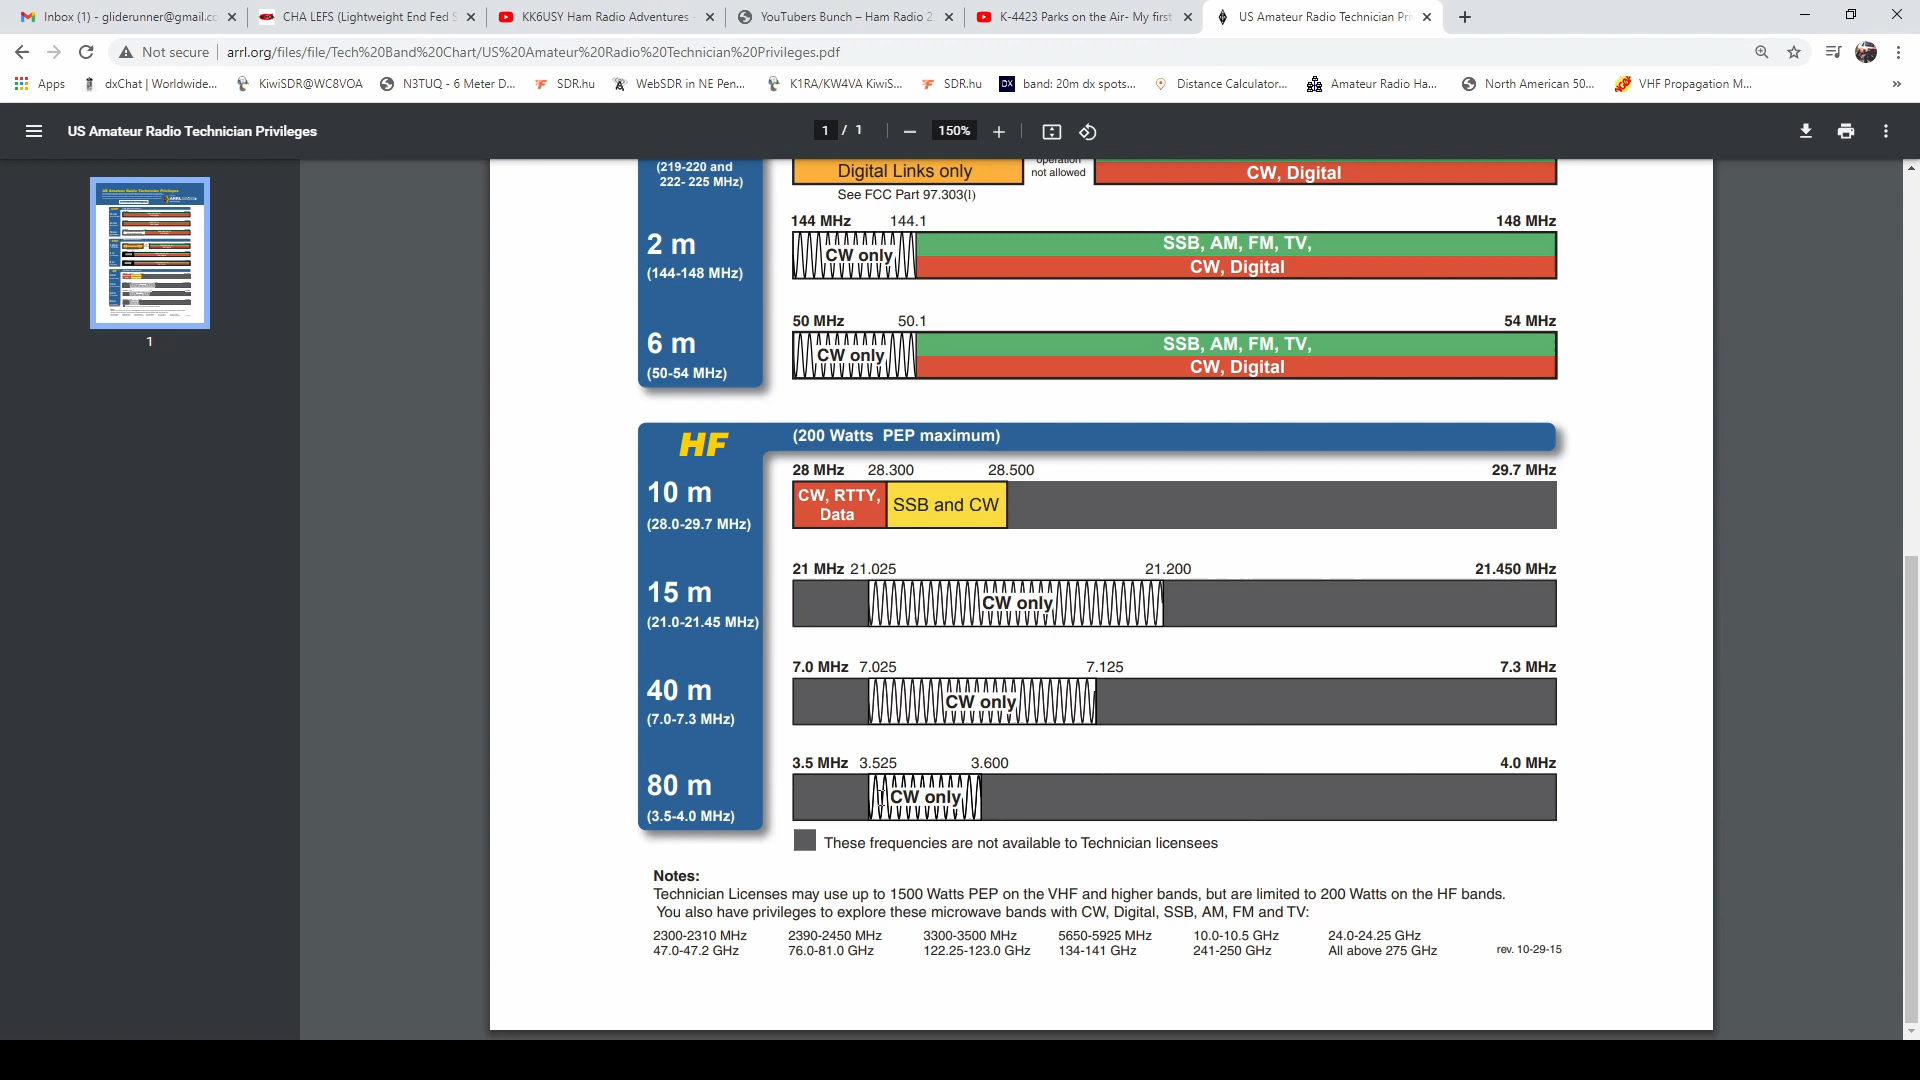 Inbox (1) - gliderunner@gmail.cc
CHA LEFS (Lightweight End Fed S
KK6USY Ham Radio Adventures -
YouTubers Bunch – Ham Radio 2
K-4423 Parks on the Air- My first
US Amateur Radio Technician Pri
Not secure
arrl.org/files/file/Tech%20Band%20Chart/US%20Amateur%20Radio%20Technician%20Privileges.pdf
Apps
dxChat | Worldwide...
KiwiSDR@WC8VOA
N3TUQ - 6 Meter D...
SDR.hu
WebSDR in NE Pen...
K1RA/KW4VA KiwiS...
SDR.hu
DX
band: 20m dx spots...
Distance Calculator...
Amateur Radio Ha...
North American 50...
VHF Propagation M...
»
US Amateur Radio Technician Privileges
1 / 1
150%
1
(219-220 and
222- 225 MHz)
Digital Links only
operation
not allowed
CW, Digital
See FCC Part 97.303(l)
144 MHz 144.1 148 MHz
2 m
(144-148 MHz)
CW only
SSB, AM, FM, TV,
CW, Digital
50 MHz 50.1 54 MHz
6 m
(50-54 MHz)
CW only
SSB, AM, FM, TV,
CW, Digital
HF
(200 Watts PEP maximum)
28 MHz 28.300 28.500 29.7 MHz
10 m
(28.0-29.7 MHz)
CW, RTTY,
Data
SSB and CW
21 MHz 21.025 21.200 21.450 MHz
15 m
(21.0-21.45 MHz)
CW only
7.0 MHz 7.025 7.125 7.3 MHz
40 m
(7.0-7.3 MHz)
CW only
3.5 MHz 3.525 3.600 4.0 MHz
80 m
(3.5-4.0 MHz)
CW only
These frequencies are not available to Technician licensees
Notes:
Technician Licenses may use up to 1500 Watts PEP on the VHF and higher bands, but are limited to 200 Watts on the HF bands.
You also have privileges to explore these microwave bands with CW, Digital, SSB, AM, FM and TV:
2300-2310 MHz 2390-2450 MHz 3300-3500 MHz 5650-5925 MHz 10.0-10.5 GHz 24.0-24.25 GHz
47.0-47.2 GHz 76.0-81.0 GHz 122.25-123.0 GHz 134-141 GHz 241-250 GHz All above 275 GHz
rev. 10-29-15